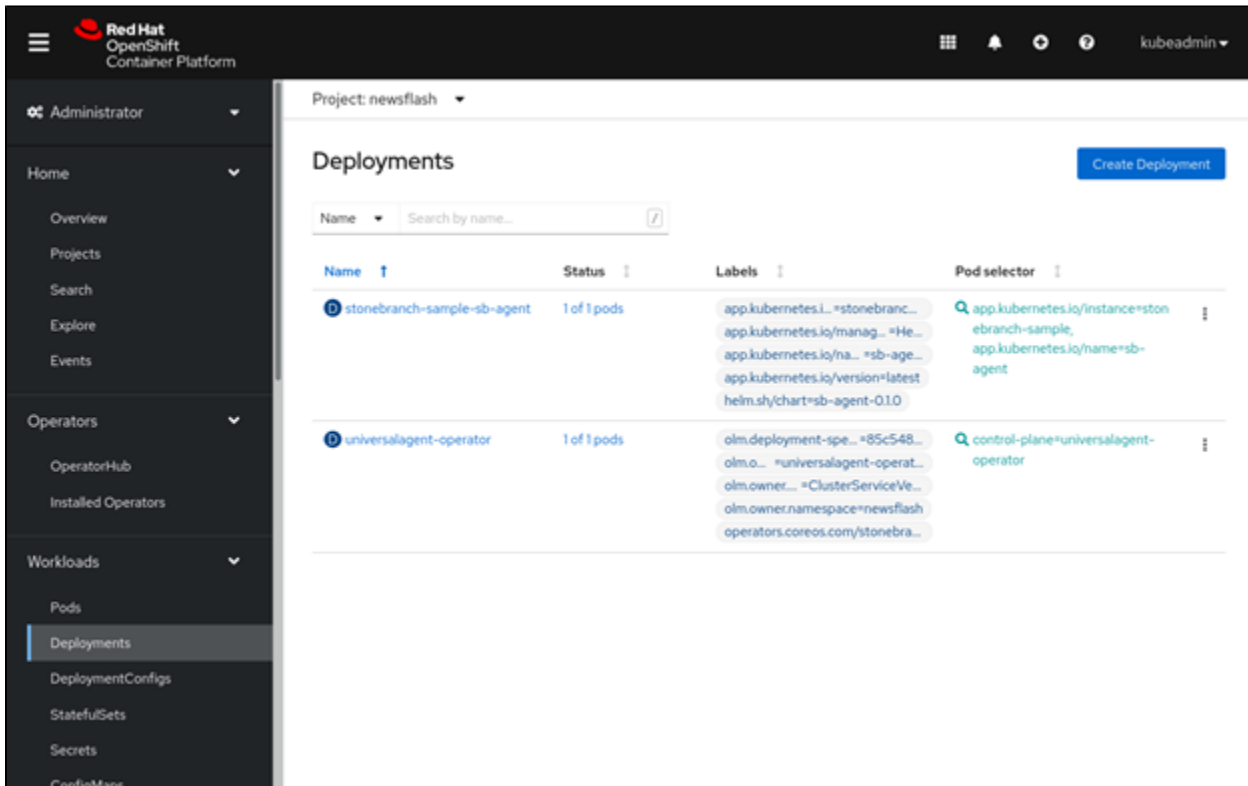 Red Hat
OpenShift
Container Platform
kubeadmin
Administrator
Project: newsflash
Home
Overview
Projects
Search
Explore
Events
Operators
OperatorHub
Installed Operators
Workloads
Pods
Deployments
DeploymentConfigs
StatefulSets
Secrets
ConfigMaps
Deployments
Create Deployment
Name
Search by name...
/
Name
Status
Labels
Pod selector
D stonebranch-sample-sb-agent
1 of 1 pods
app.kubernetes.i... =stonebranc...
app.kubernetes.io/manag... =He...
app.kubernetes.io/na... =sb-age...
app.kubernetes.io/version=latest
helm.sh/chart=sb-agent-0.1.0
app.kubernetes.io/instance=ston
ebranch-sample,
app.kubernetes.io/name=sb-
agent
D universalagent-operator
1 of 1 pods
olm.deployment-spe... =85c548...
olm.o... =universalagent-operat...
olm.owner.... =ClusterServiceVe...
olm.owner.namespace=newsflash
operators.coreos.com/stonebra...
control-plane=universalagent-
operator